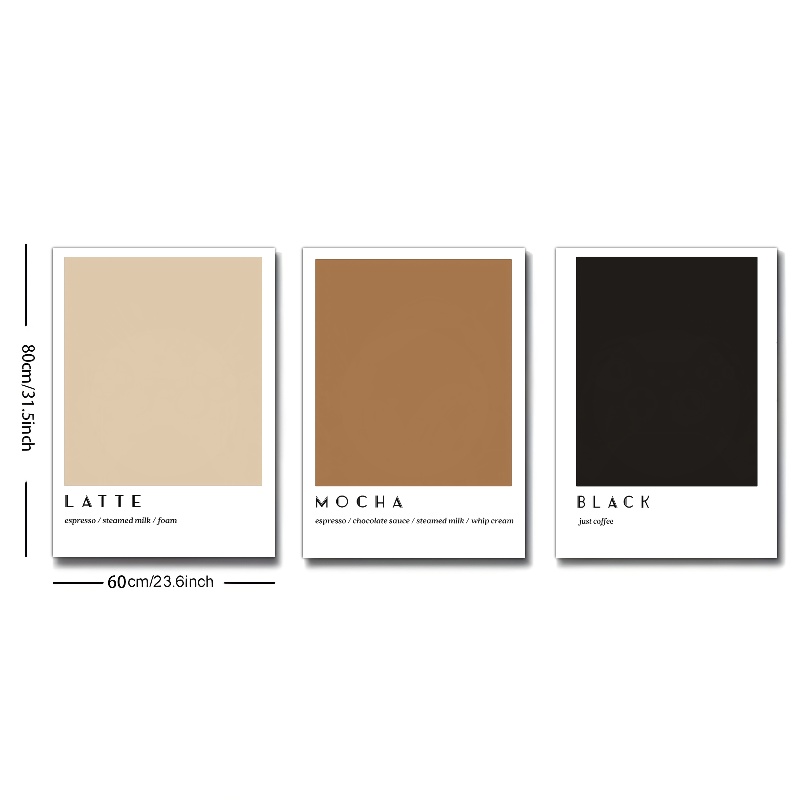 80cm/31.5inch
LATTE
espresso / steamed milk / foam
MOCHA
espresso / chocolate sauce / steamed milk / whip cream
BLACK
just coffee
60cm/23.6inch